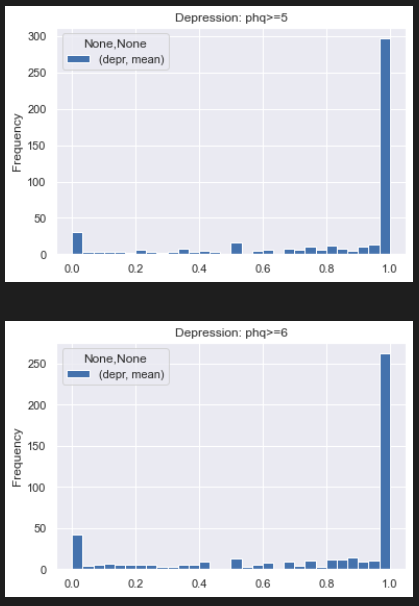 Depression: phq>=5
300
250
200
150
100
50
0
Frequency
None,None
(depr, mean)
0.0 0.2 0.4 0.6 0.8 1.0
Depression: phq>=6
250
200
150
100
50
0
Frequency
None,None
(depr, mean)
0.0 0.2 0.4 0.6 0.8 1.0